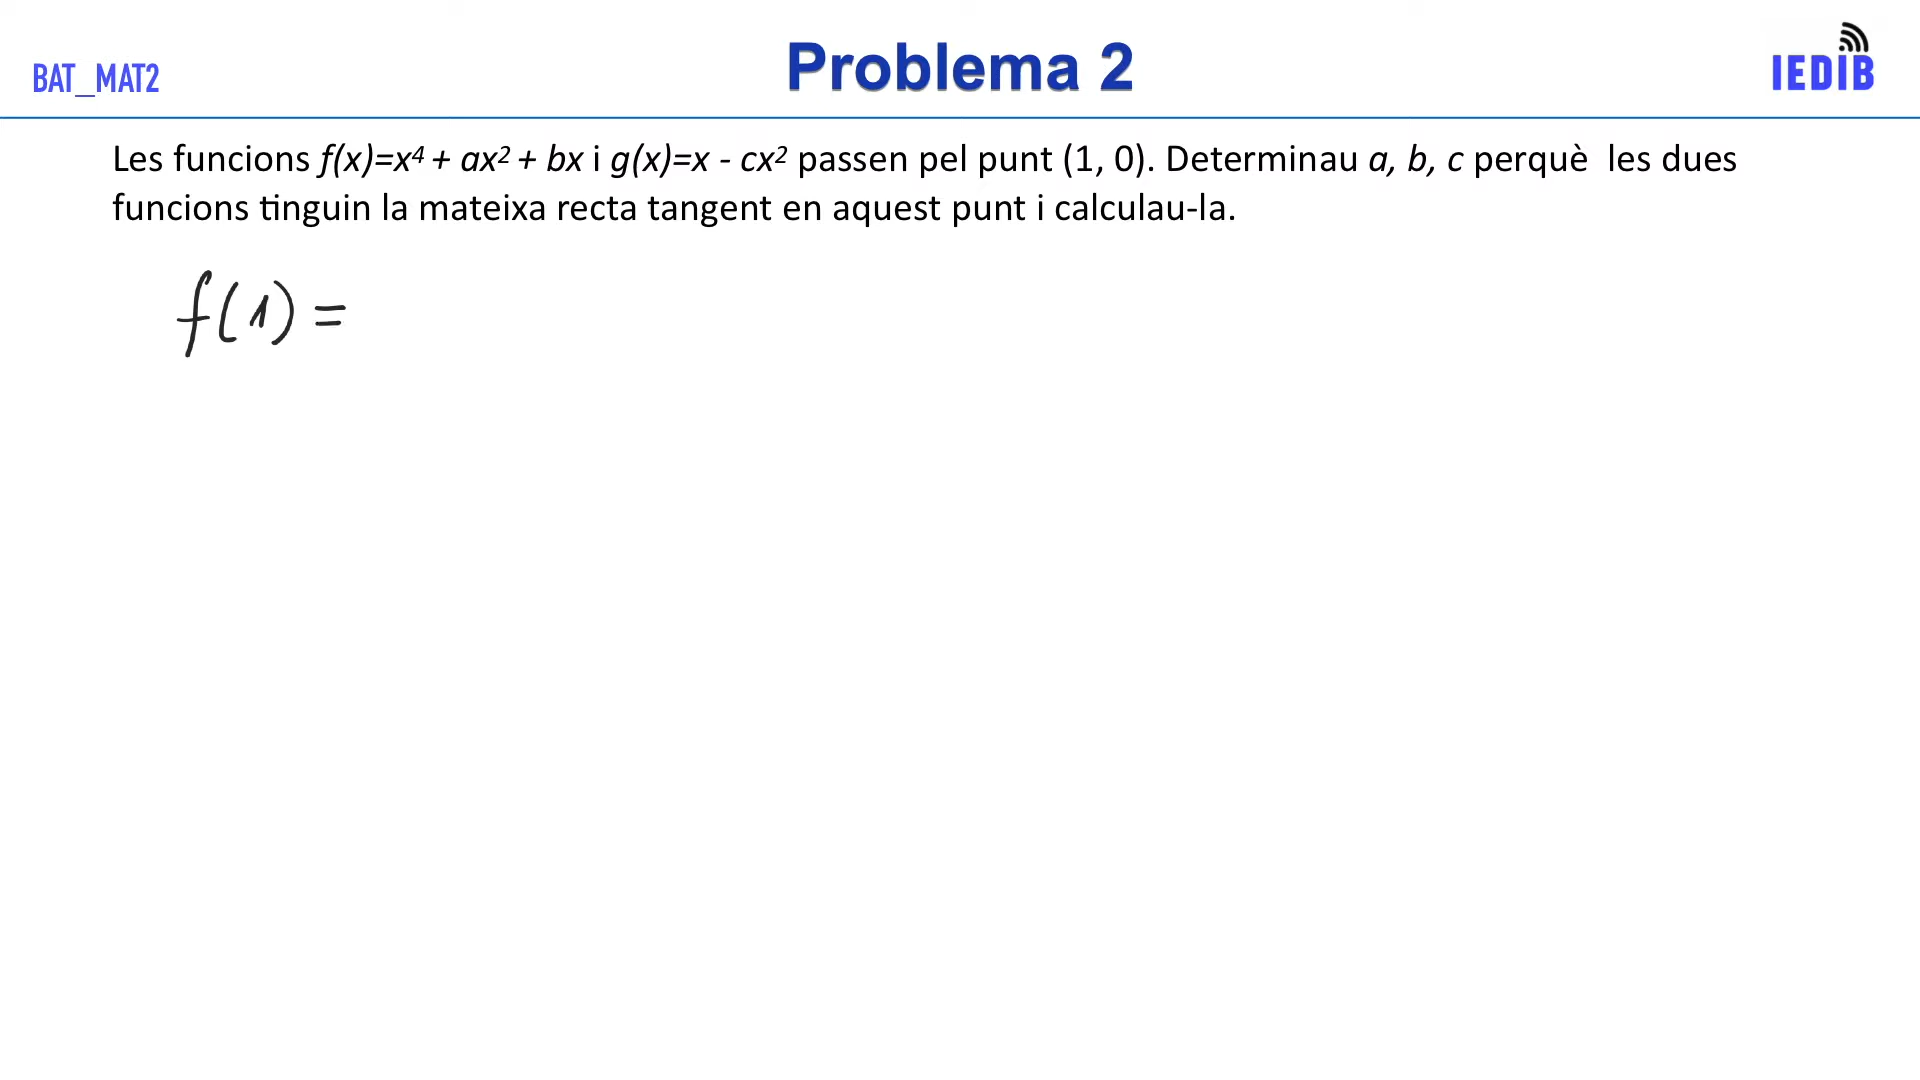 BAT_MAT2
Problema 2
IEDIB
Les funcions f(x)=x⁴ + ax² + bx i g(x)=x - cx² passen pel punt (1, 0). Determinau a, b, c perquè les dues
funcions tinguin la mateixa recta tangent en aquest punt i calculau-la.
f(1) =